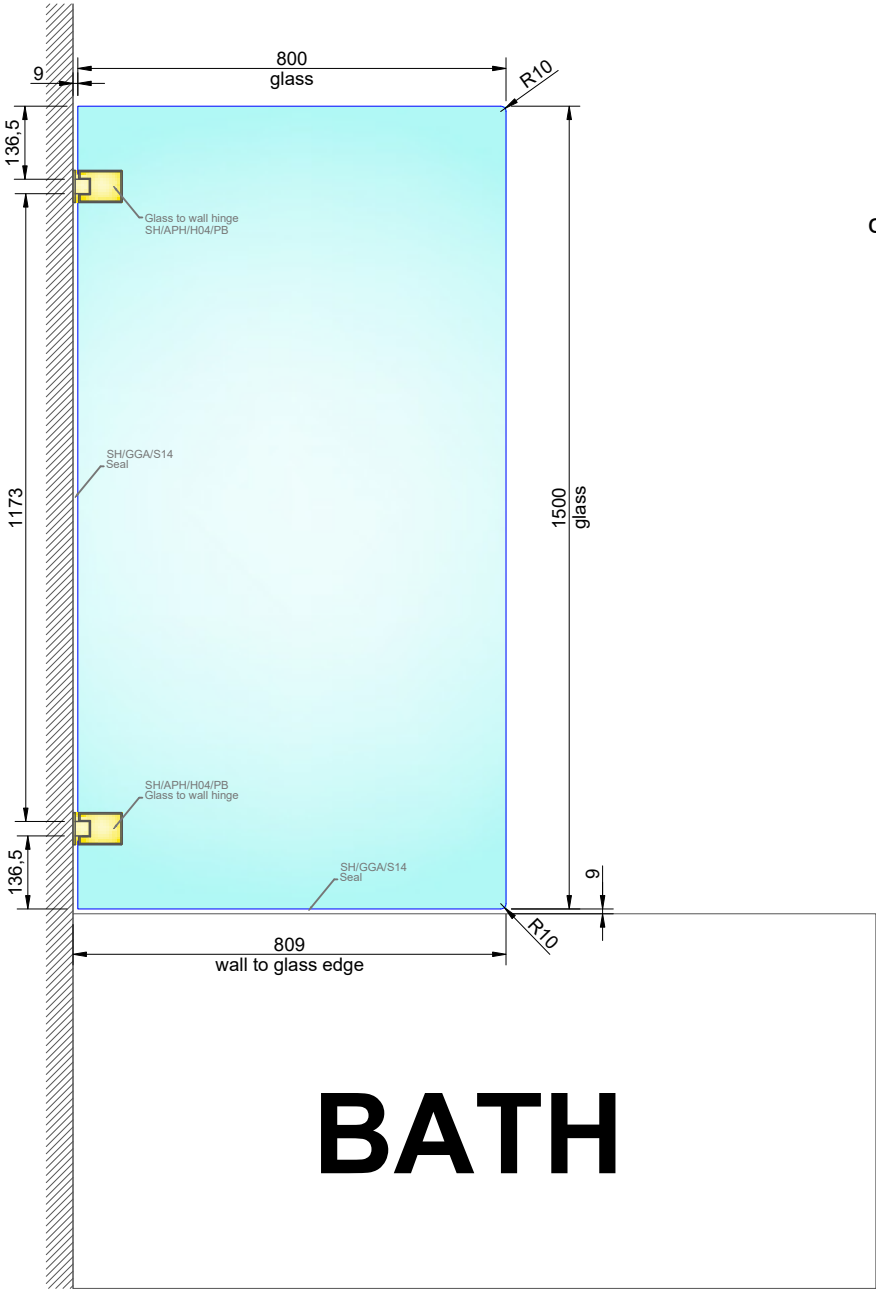 800
glass
9
R10
136,5
Glass to wall hinge
SH/APH/H04/PB
SH/GGA/S14
Seal
1173
1500
glass
SH/APH/H04/PB
Glass to wall hinge
136,5
SH/GGA/S14
Seal
9
R10
809
wall to glass edge
BATH